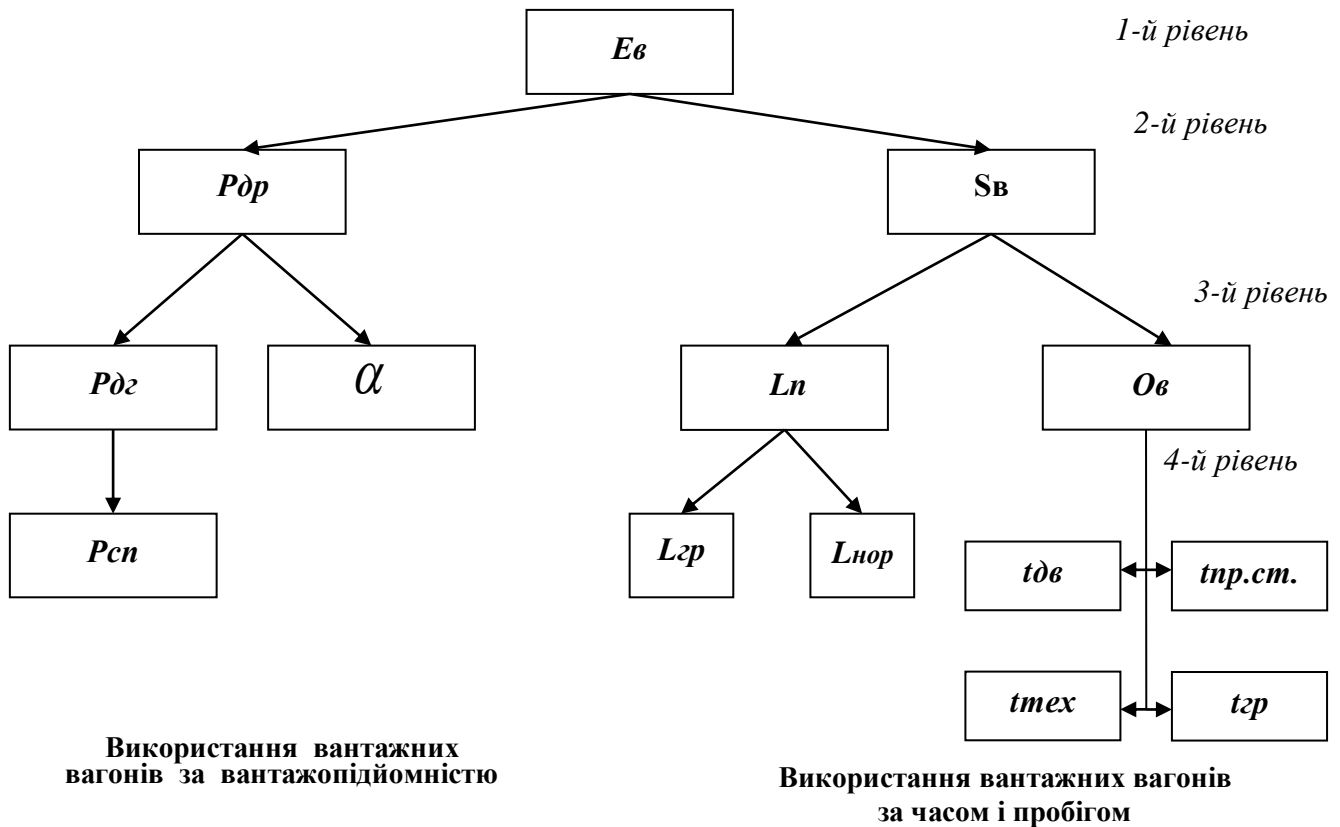 Ев
1-й рівень
2-й рівень
Рдр
Sв
3-й рівень
Рдг
α
Lп
Ов
4-й рівень
Рсп
Lгр
Lнор
tдв
tпр.ст.
tтех
tгр
Використання вантажних
вагонів за вантажопідйомністю
Використання вантажних вагонів
за часом і пробігом